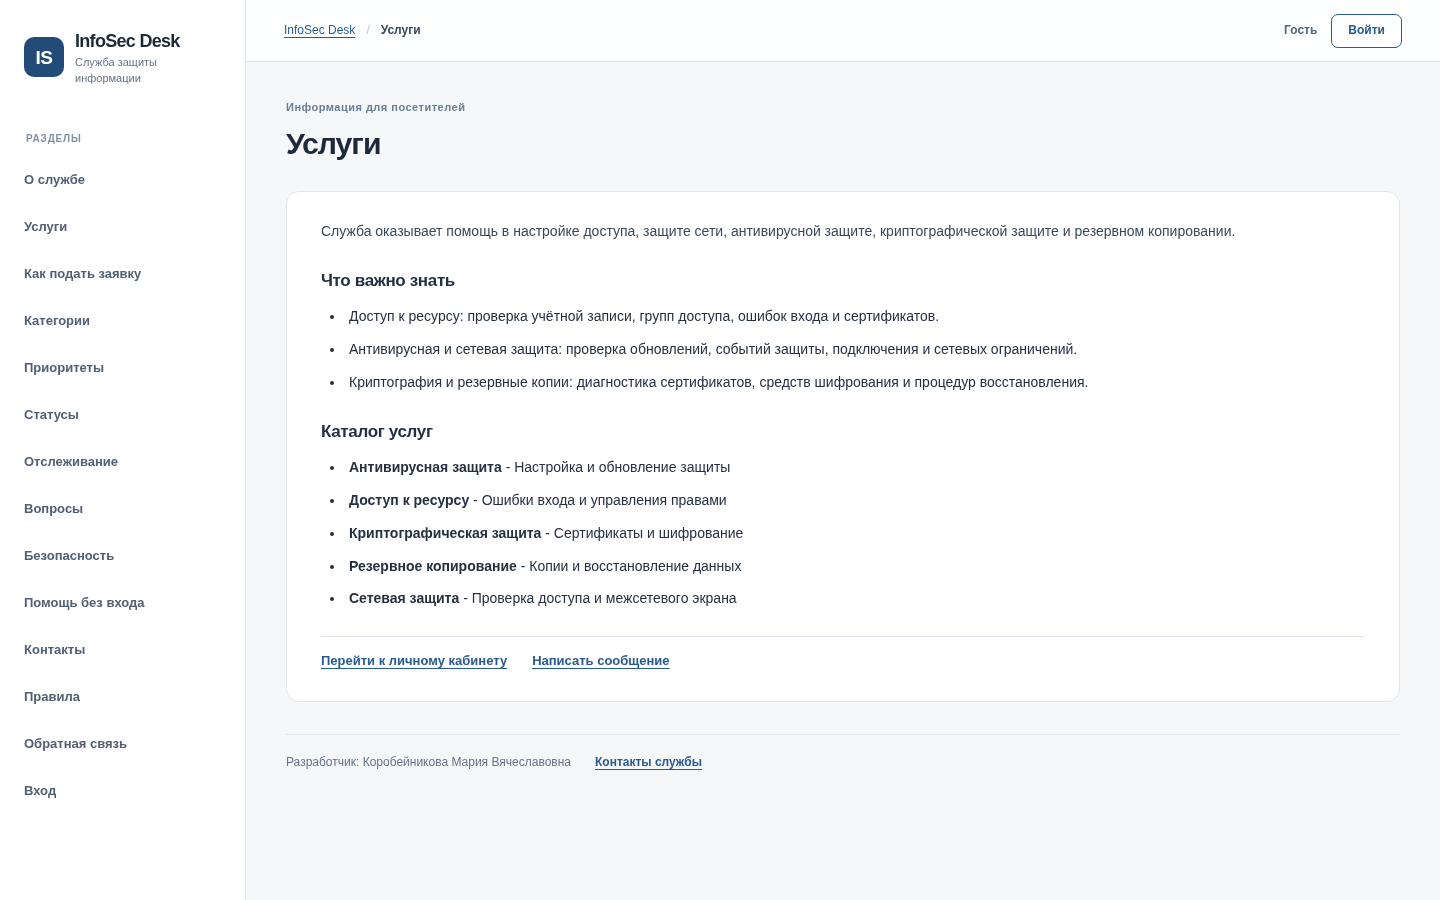 IS
InfoSec Desk
Служба защиты
информации
РАЗДЕЛЫ
О службе
Услуги
Как подать заявку
Категории
Приоритеты
Статусы
Отслеживание
Вопросы
Безопасность
Помощь без входа
Контакты
Правила
Обратная связь
Вход
InfoSec Desk / Услуги
Гость Войти
Информация для посетителей
Услуги
Служба оказывает помощь в настройке доступа, защите сети, антивирусной защите, криптографической защите и резервном копировании.
Что важно знать
• Доступ к ресурсу: проверка учётной записи, групп доступа, ошибок входа и сертификатов.
• Антивирусная и сетевая защита: проверка обновлений, событий защиты, подключения и сетевых ограничений.
• Криптография и резервные копии: диагностика сертификатов, средств шифрования и процедур восстановления.
Каталог услуг
• Антивирусная защита - Настройка и обновление защиты
• Доступ к ресурсу - Ошибки входа и управления правами
• Криптографическая защита - Сертификаты и шифрование
• Резервное копирование - Копии и восстановление данных
• Сетевая защита - Проверка доступа и межсетевого экрана
Перейти к личному кабинету Написать сообщение
Разработчик: Коробейникова Мария Вячеславовна Контакты службы